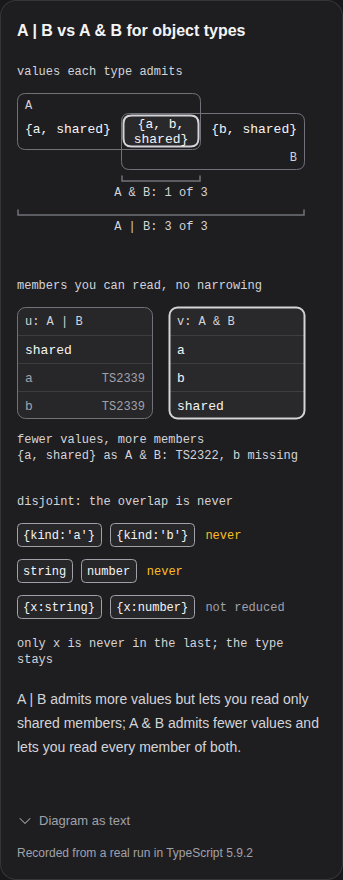 A | B vs A & B for object types
values each type admits
A
{a, shared} {a, b, shared} {b, shared}
B
A & B: 1 of 3
A | B: 3 of 3
members you can read, no narrowing
u: A | B
shared
a TS2339
b TS2339
v: A & B
a
b
shared
fewer values, more members
{a, shared} as A & B: TS2322, b missing
disjoint: the overlap is never
{kind:'a'} {kind:'b'} never
string number never
{x:string} {x:number} not reduced
only x is never in the last; the type
stays
A | B admits more values but lets you read only
shared members; A & B admits fewer values and
lets you read every member of both.
Diagram as text
Recorded from a real run in TypeScript 5.9.2